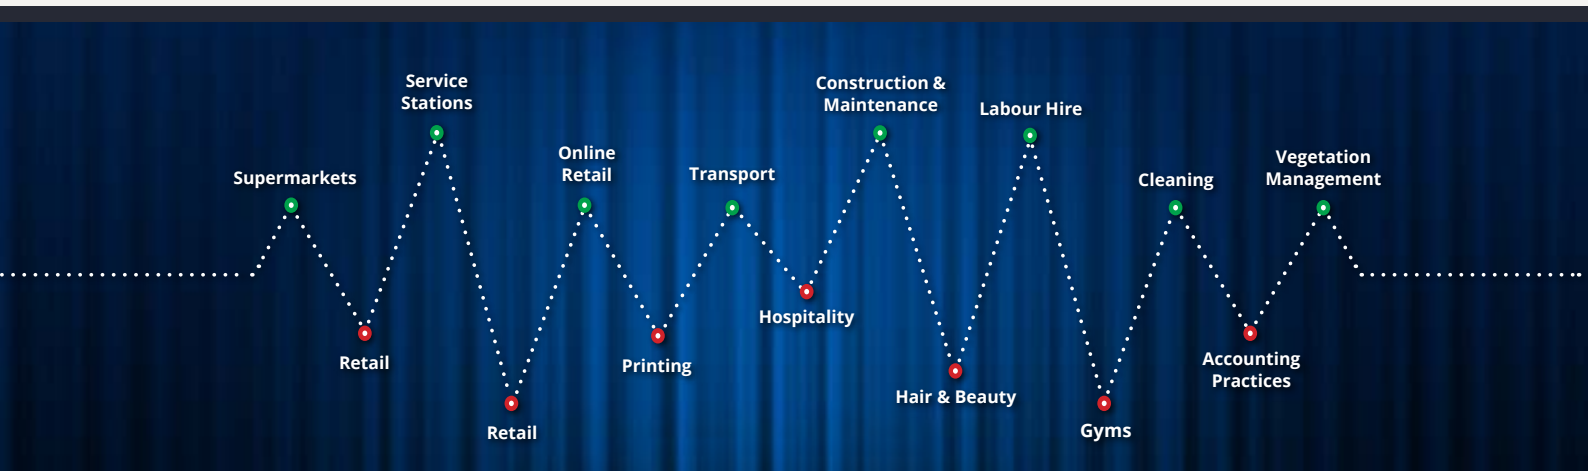 Supermarkets
Retail
Service
Stations
Retail
Online
Retail
Printing
Transport
Hospitality
Construction &
Maintenance
Hair & Beauty
Labour Hire
Gyms
Cleaning
Accounting
Practices
Vegetation
Management